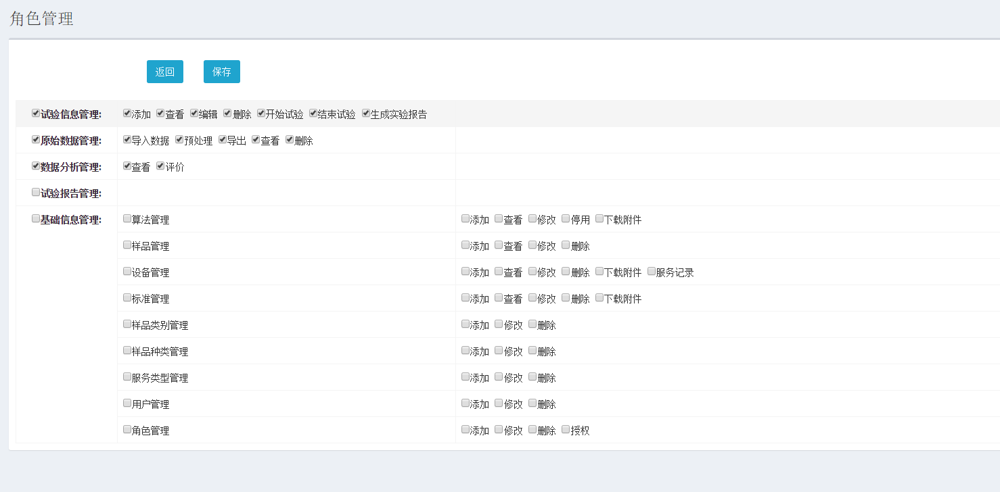 角色管理
返回 保存
试验信息管理: 添加 查看 编辑 删除 开始试验 结束试验 生成实验报告
原始数据管理: 导入数据 预处理 导出 查看 删除
数据分析管理: 查看 评价
试验报告管理:
基础信息管理: 算法管理 添加 查看 修改 停用 下载附件
样品管理 添加 查看 修改 删除
设备管理 添加 查看 修改 删除 下载附件 服务记录
标准管理 添加 查看 修改 删除 下载附件
样品类别管理 添加 修改 删除
样品种类管理 添加 修改 删除
服务类型管理 添加 修改 删除
用户管理 添加 修改 删除
角色管理 添加 修改 删除 授权